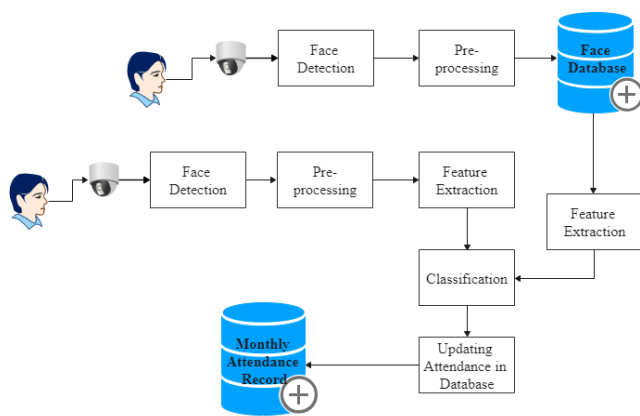 Face
Detection
Pre-
processing
Face
Database
Face
Detection
Pre-
processing
Feature
Extraction
Feature
Extraction
Classification
Updating
Attendance in
Database
Monthly
Attendance
Record